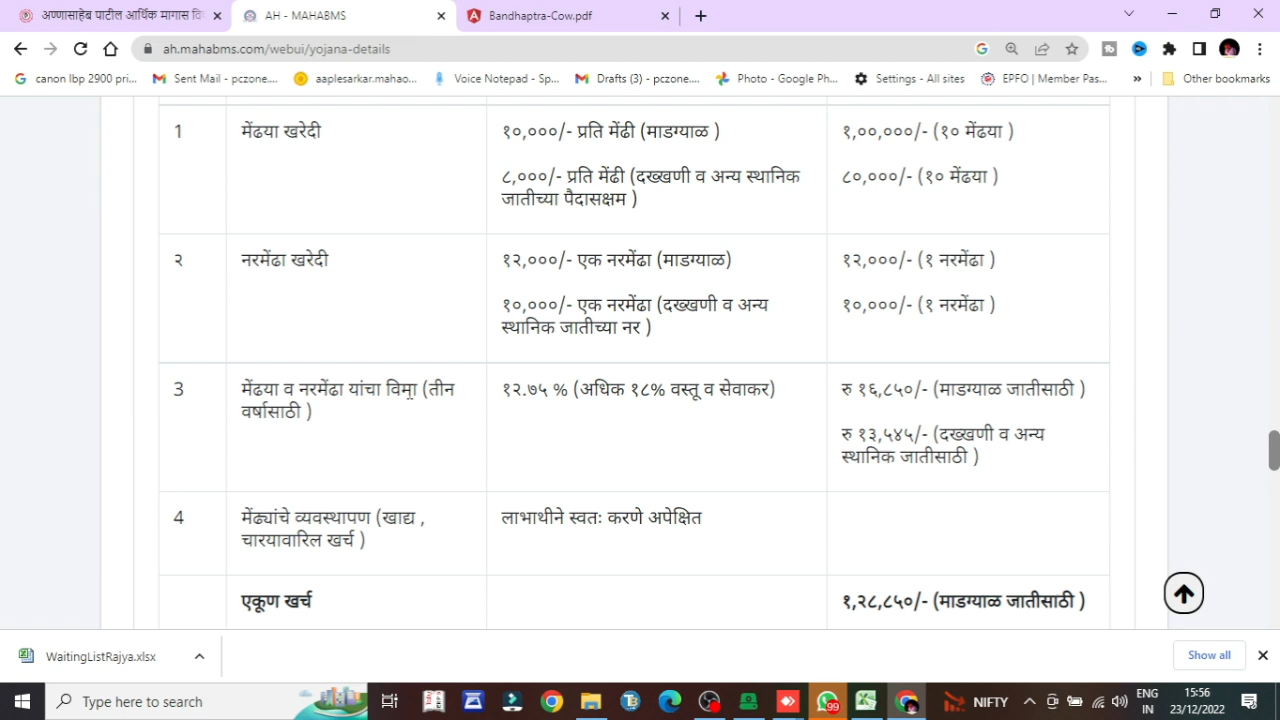 अण्णासाहेब पाटील आर्थिक मागास वि
AH - MAHABMS
Bandhaptra-Cow.pdf
ah.mahabms.com/webui/yojana-details
canon lbp 2900 pri...
Sent Mail - pczone....
aaplesarkar.mahao...
Voice Notepad - Sp...
Drafts (3) - pczone...
Photo - Google Ph...
Settings - All sites
EPFO | Member Pas...
»
Other bookmarks
1
मेंढया खरेदी
१०,०००/- प्रति मेंढी (माडग्याळ )
१,००,०००/- (१० मेंढया )
८,०००/- प्रति मेंढी (दख्खणी व अन्य स्थानिक
जातीच्या पैदासक्षम )
८०,०००/- (१० मेंढया )
२
नरमेंढा खरेदी
१२,०००/- एक नरमेंढा (माडग्याळ)
१२,०००/- (१ नरमेंढा )
१०,०००/- एक नरमेंढा (दख्खणी व अन्य
स्थानिक जातीच्या नर )
१०,०००/- (१ नरमेंढा )
3
मेंढया व नरमेंढा यांचा विमा (तीन
वर्षासाठी )
१२.७५ % (अधिक १८% वस्तू व सेवाकर)
रु १६,८५०/- (माडग्याळ जातीसाठी )
रु १३,५४५/- (दख्खणी व अन्य
स्थानिक जातीसाठी )
4
मेंढ्यांचे व्यवस्थापण (खाद्य ,
चारयावारिल खर्च )
लाभाथीने स्वतः करणे अपेक्षित
एकूण खर्च
१,२८,८५०/- (माडग्याळ जातीसाठी )
WaitingListRajya.xlsx
Show all
Type here to search
99
NIFTY
ENG
IN
15:56
23/12/2022